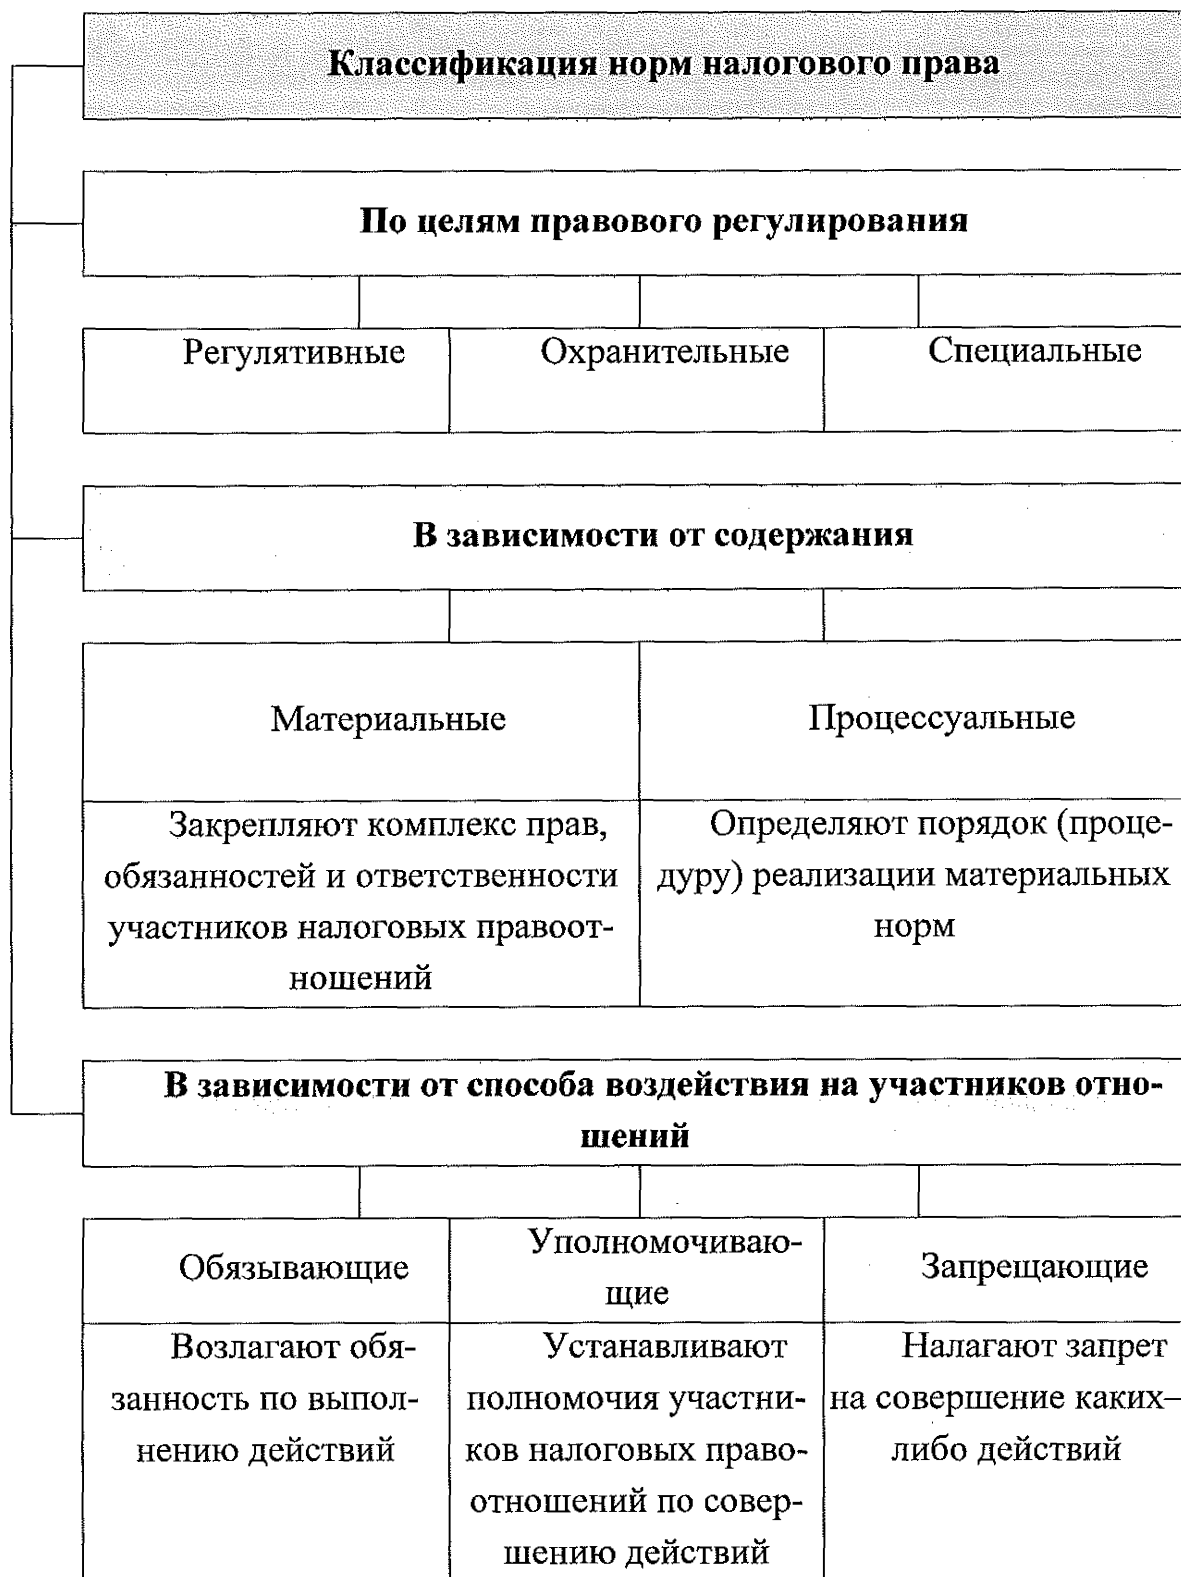 Классификация норм налогового права
По целям правового регулирования
Регулятивные
Охранительные
Специальные
В зависимости от содержания
Материальные
Процессуальные
Закрепляют комплекс прав,
обязанностей и ответственности
участников налоговых правоот-
ношений
Определяют порядок (проце-
дуру) реализации материальных
норм
В зависимости от способа воздействия на участников отно-
шений
Обязывающие
Уполномочиваю-
щие
Запрещающие
Возлагают обя-
занность по выпол-
нению действий
Устанавливают
полномочия участни-
ков налоговых право-
отношений по совер-
шению действий
Налагают запрет
на совершение каких–
либо действий